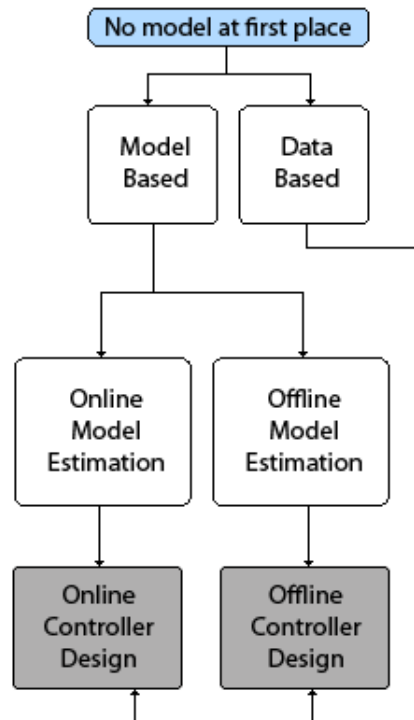 No model at first place
Model
Based
Data
Based
Online
Model
Estimation
Offline
Model
Estimation
Online
Controller
Design
Offline
Controller
Design